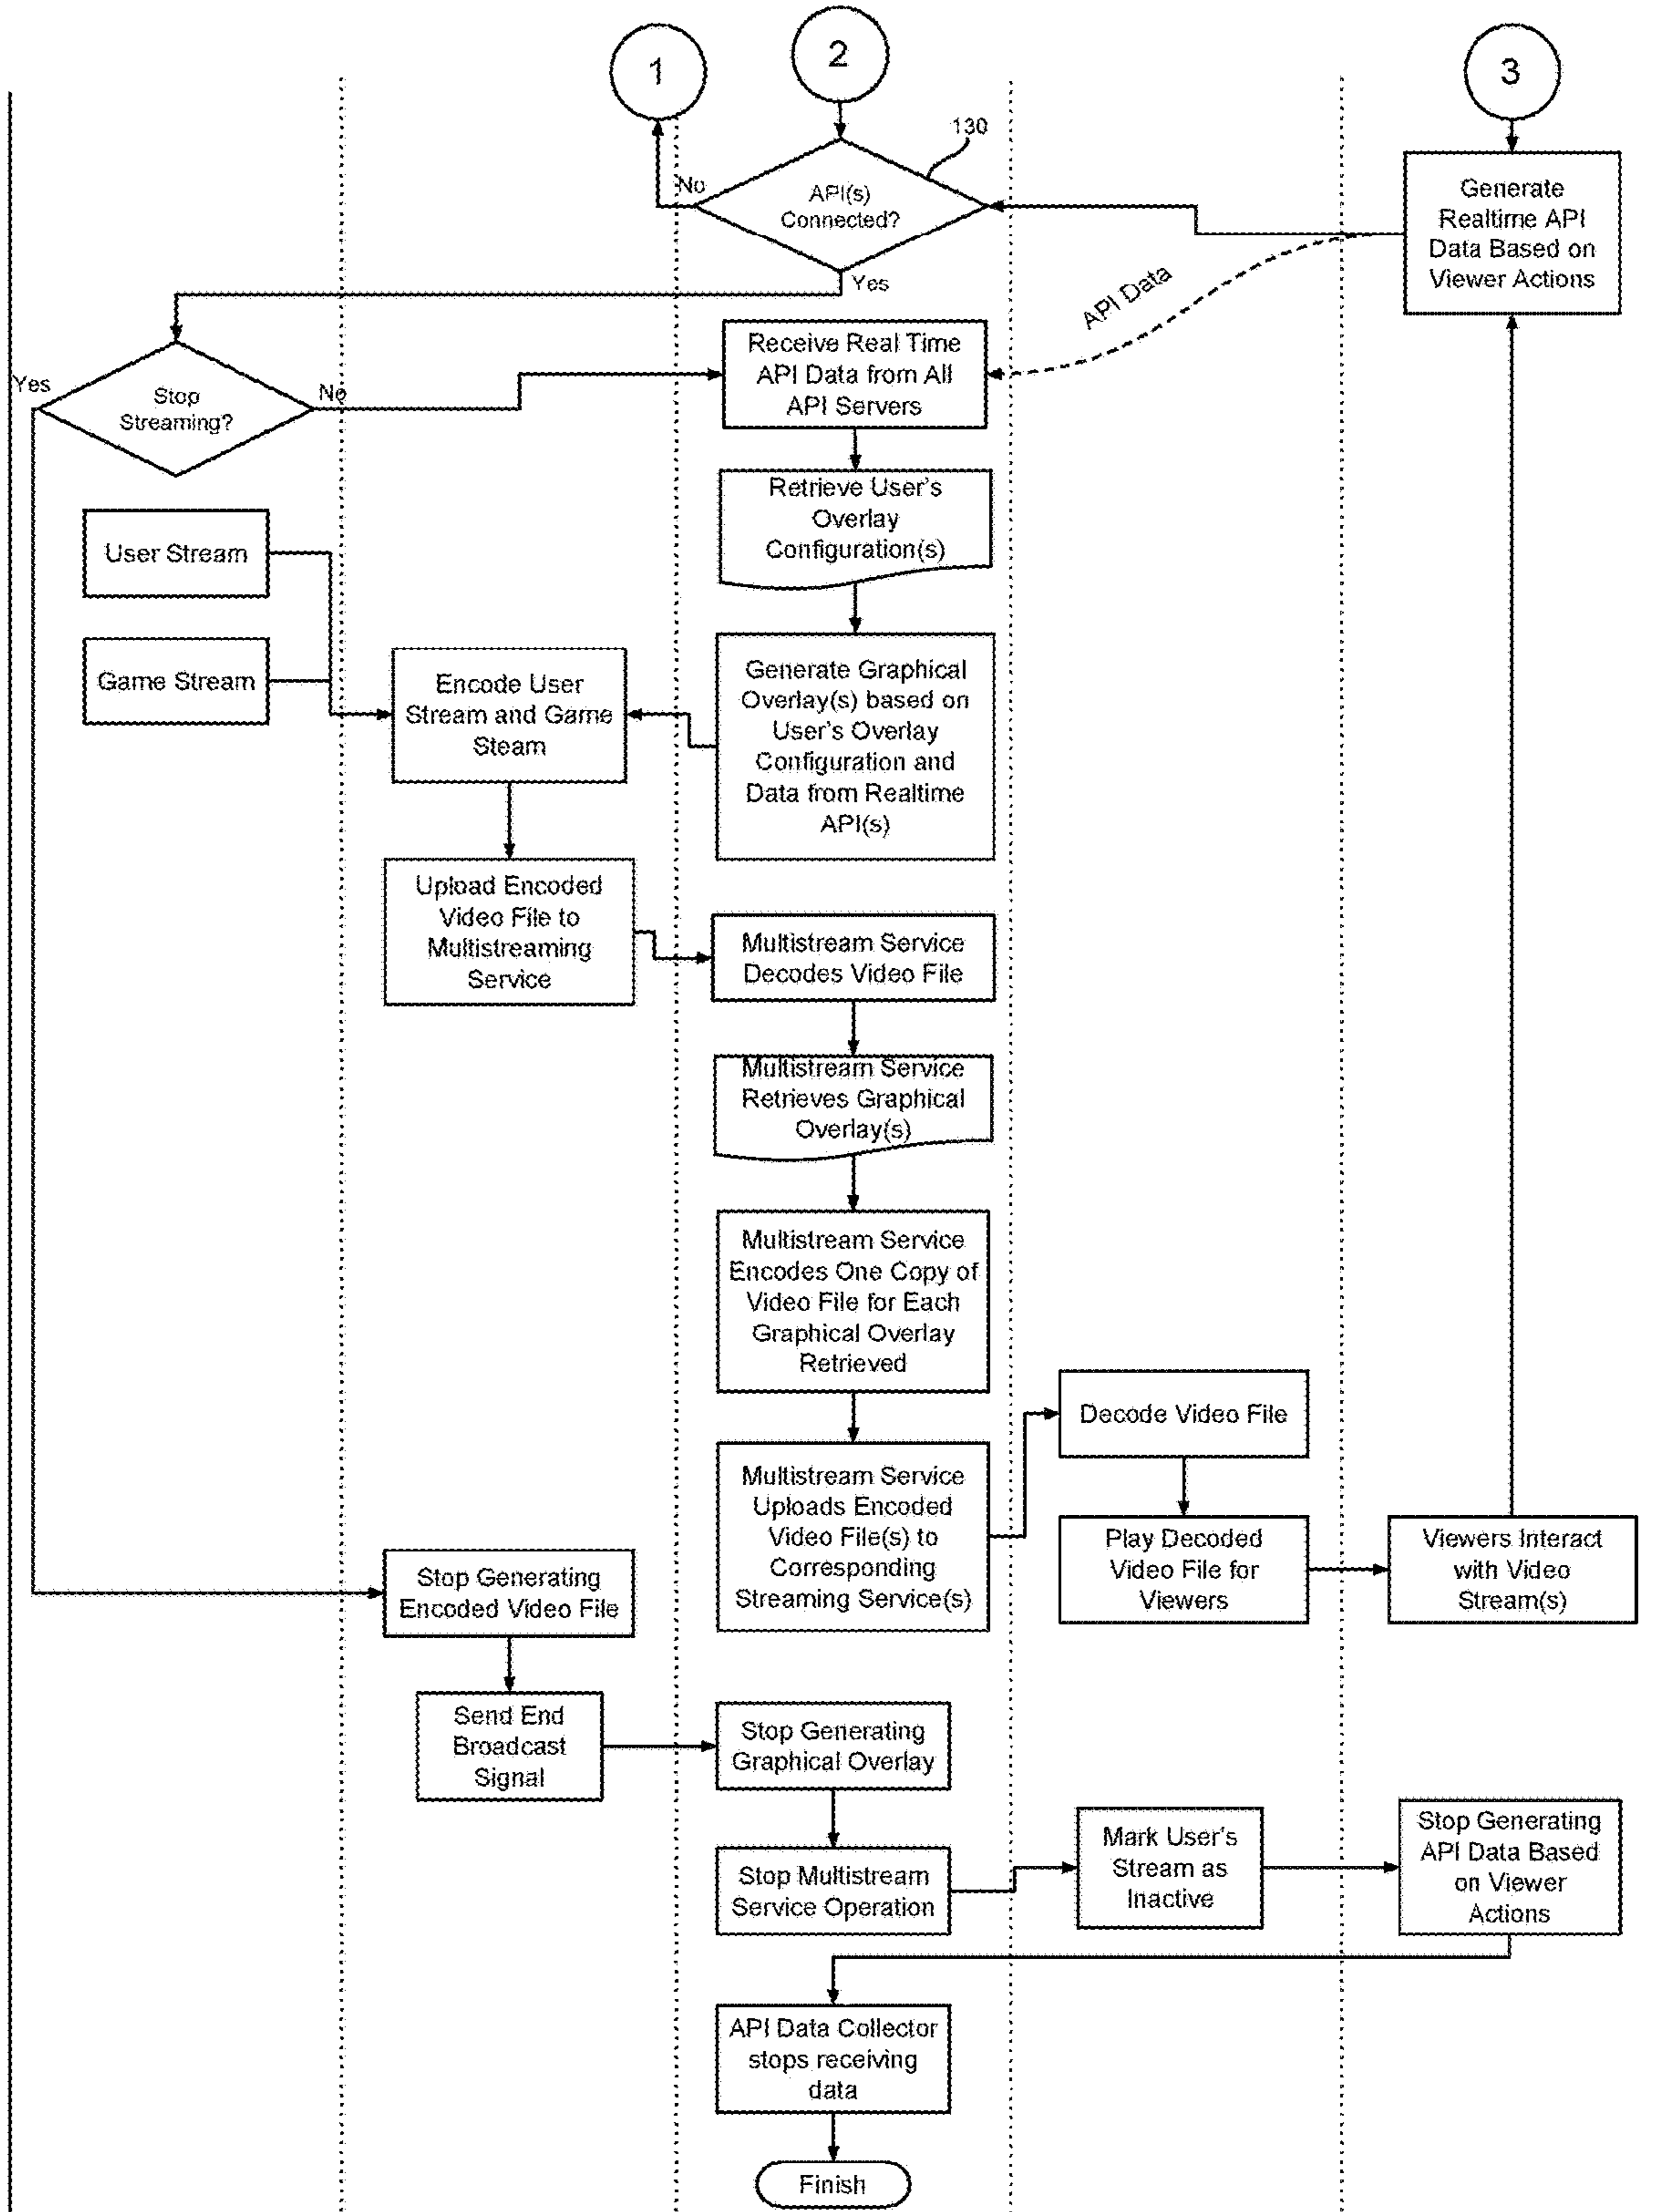 1
2
3
130
No
API(s)
Connected?
Generate
Realtime API
Data Based on
Viewer Actions
Yes
API Data
Receive Real Time
API Data from All
API Servers
Yes
Stop
Streaming?
No
Retrieve User's
Overlay
Configuration(s)
User Stream
Game Stream
Encode User
Stream and Game
Steam
Generate Graphical
Overlay(s) based on
User's Overlay
Configuration and
Data from Realtime
API(s)
Upload Encoded
Video File to
Multistreaming
Service
Multistream Service
Decodes Video File
Multistream Service
Retrieves Graphical
Overlay(s)
Multistream Service
Encodes One Copy of
Video File for Each
Graphical Overlay
Retrieved
Decode Video File
Multistream Service
Uploads Encoded
Video File(s) to
Corresponding
Streaming Service(s)
Play Decoded
Video File for
Viewers
Viewers Interact
with Video
Stream(s)
Stop Generating
Encoded Video File
Send End
Broadcast
Signal
Stop Generating
Graphical Overlay
Stop Multistream
Service Operation
Mark User's
Stream as
Inactive
Stop Generating
API Data Based
on Viewer
Actions
API Data Collector
stops receiving
data
Finish